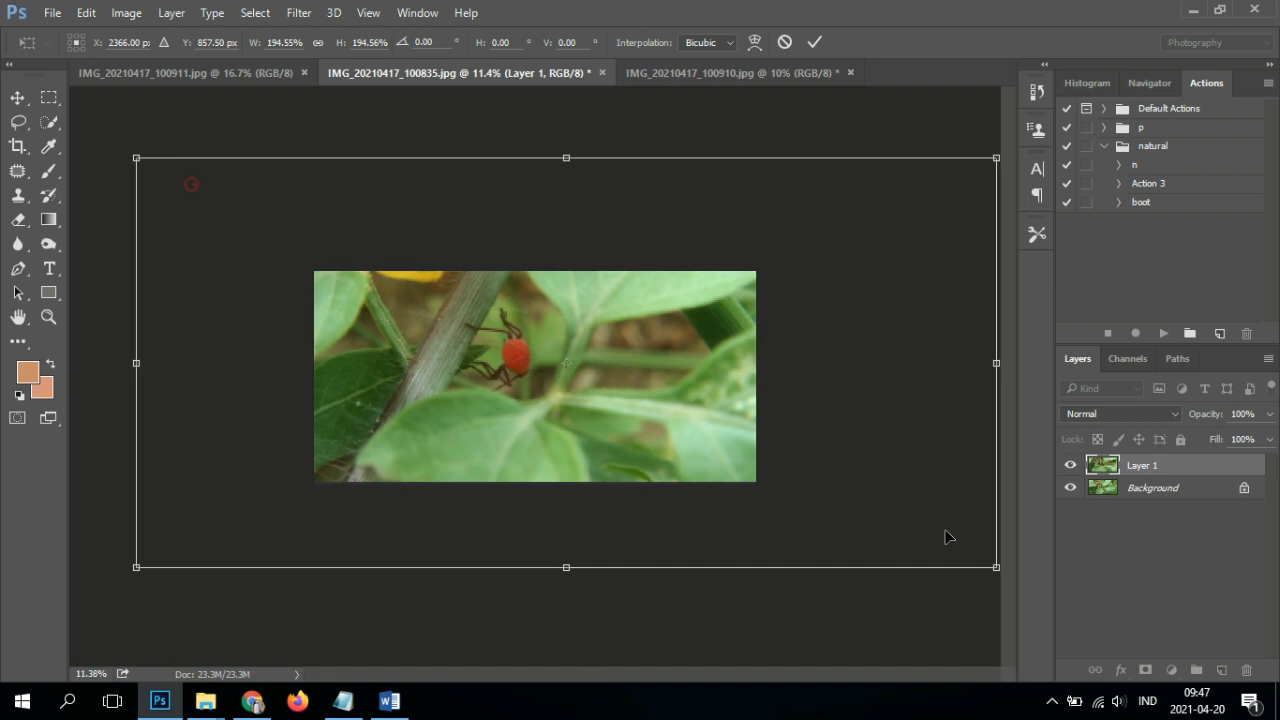 Ps File Edit Image Layer Type Select Filter 3D View Window Help
X: 2366.00 px Y: 857.50 px W: 194.55% H: 194.56% 0.00 ° H: 0.00 ° V: 0.00 ° Interpolation: Bicubic Photography
IMG_20210417_100911.jpg @ 16.7% (RGB/8) × IMG_20210417_100835.jpg @ 11.4% (Layer 1, RGB/8) * × IMG_20210417_100910.jpg @ 10% (RGB/8) * ×
Histogram Navigator Actions
Default Actions
p
natural
n
Action 3
boot
Layers Channels Paths
Kind
Normal Opacity: 100%
Lock: Fill: 100%
Layer 1
Background
11.38% Doc: 23.3M/23.3M
Ps IND 09:47
2021-04-20
1